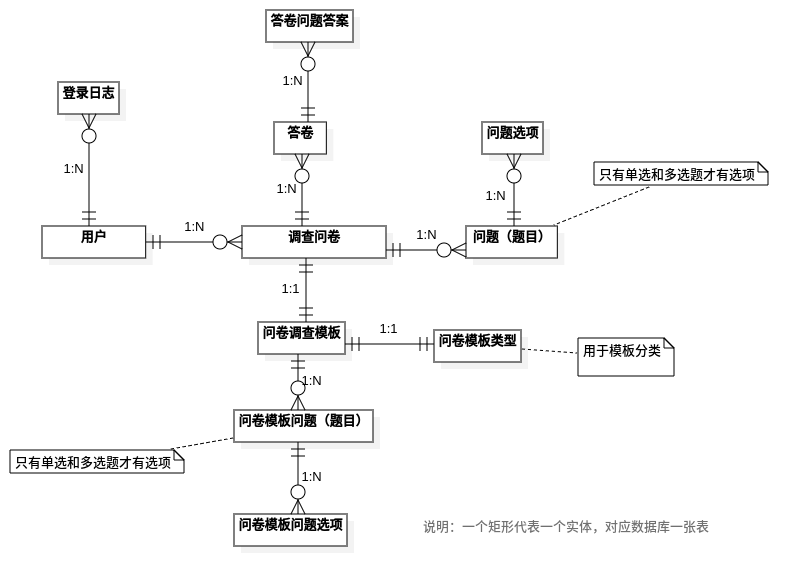 答卷问题答案
1:N
登录日志
答卷
问题选项
1:N
只有单选和多选题才有选项
1:N
1:N
用户
1:N
调查问卷
1:N
问题（题目）
1:1
问卷调查模板
1:1
问卷模板类型
用于模板分类
1:N
问卷模板问题（题目）
只有单选和多选题才有选项
1:N
问卷模板问题选项
说明：一个矩形代表一个实体，对应数据库一张表